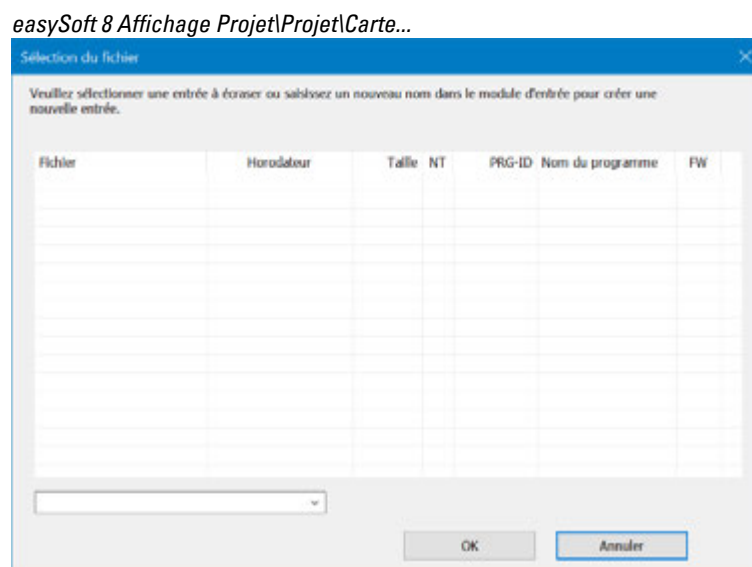 easySoft 8 Affichage Projet\Projet\Carte...
Sélection du fichier
Veuillez sélectionner une entrée à écraser ou saisissez un nouveau nom dans le module d'entrée pour créer une
nouvelle entrée.
Fichier Horodateur Taille NT PRG-ID Nom du programme FW
OK Annuler